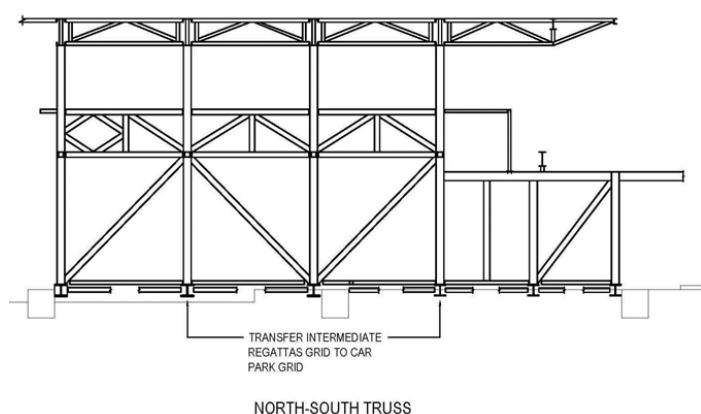 TRANSFER INTERMEDIATE
REGATTAS GRID TO CAR
PARK GRID
NORTH-SOUTH TRUSS